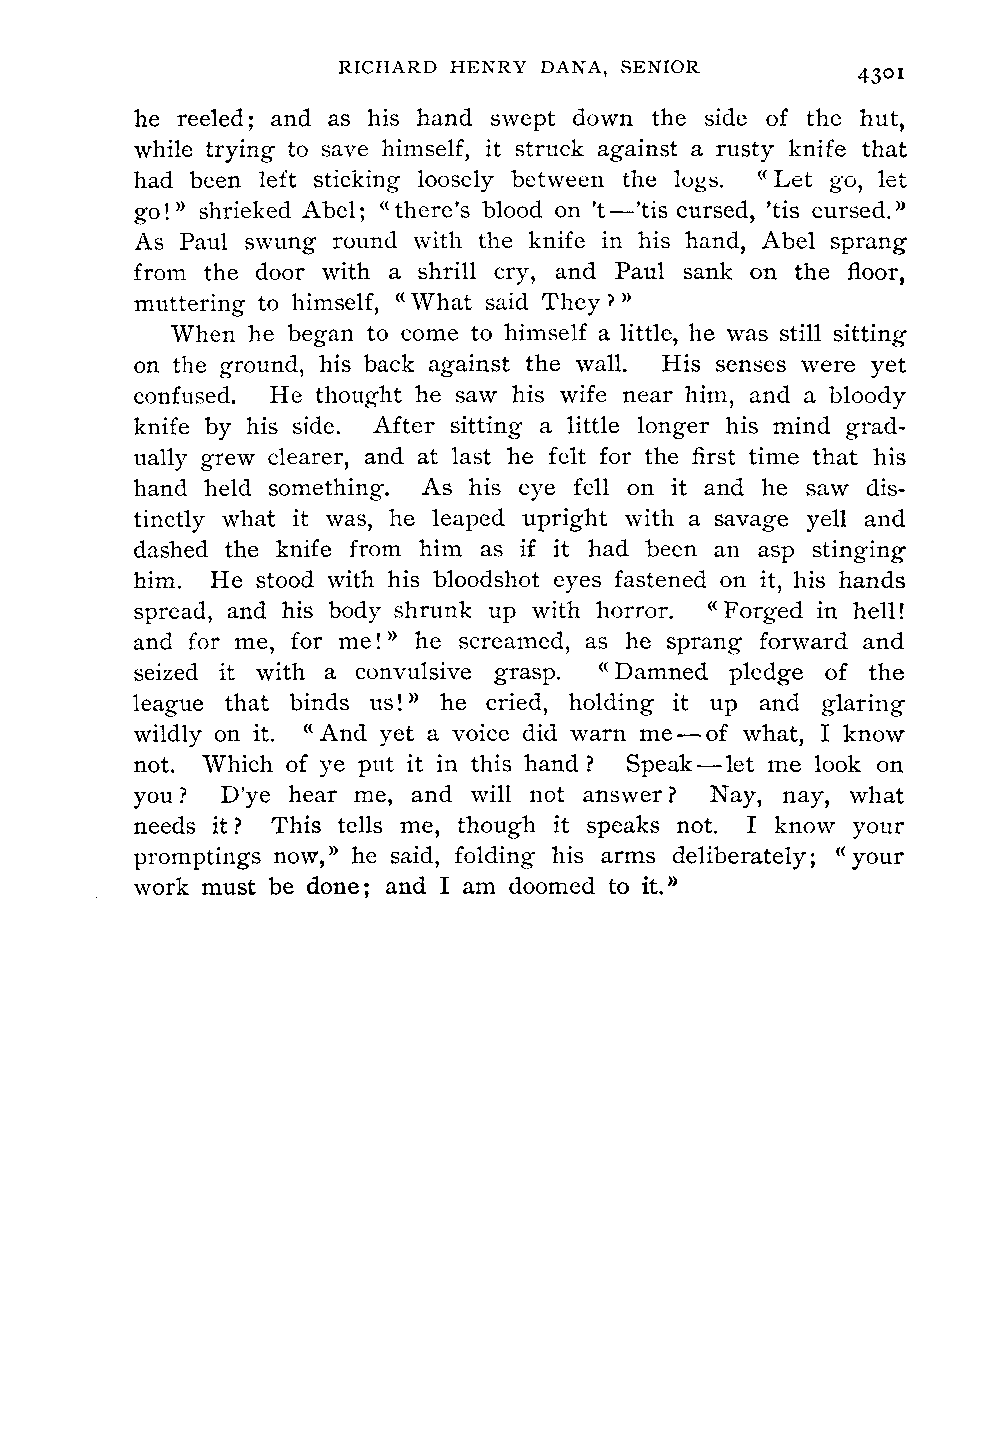 RICHARD HENRY DANA, SENIOR 4301
he reeled; and as his hand swept down the side of the hut,
while trying to save himself, it struck against a rusty knife that
had been left sticking loosely between the logs. “Let go, let
go!” shrieked Abel; “there's blood on 't—'tis cursed, 'tis cursed.”
As Paul swung round with the knife in his hand, Abel sprang
from the door with a shrill cry, and Paul sank on the floor,
muttering to himself, “What said They?”
When he began to come to himself a little, he was still sitting
on the ground, his back against the wall. His senses were yet
confused. He thought he saw his wife near him, and a bloody
knife by his side. After sitting a little longer his mind grad-
ually grew clearer, and at last he felt for the first time that his
hand held something. As his eye fell on it and he saw dis-
tinctly what it was, he leaped upright with a savage yell and
dashed the knife from him as if it had been an asp stinging
him. He stood with his bloodshot eyes fastened on it, his hands
spread, and his body shrunk up with horror. “Forged in hell!
and for me, for me!” he screamed, as he sprang forward and
seized it with a convulsive grasp. “Damned pledge of the
league that binds us!” he cried, holding it up and glaring
wildly on it. “And yet a voice did warn me—of what, I know
not. Which of ye put it in this hand? Speak—let me look on
you? D'ye hear me, and will not answer? Nay, nay, what
needs it? This tells me, though it speaks not. I know your
promptings now,” he said, folding his arms deliberately; “your
work must be done; and I am doomed to it.”